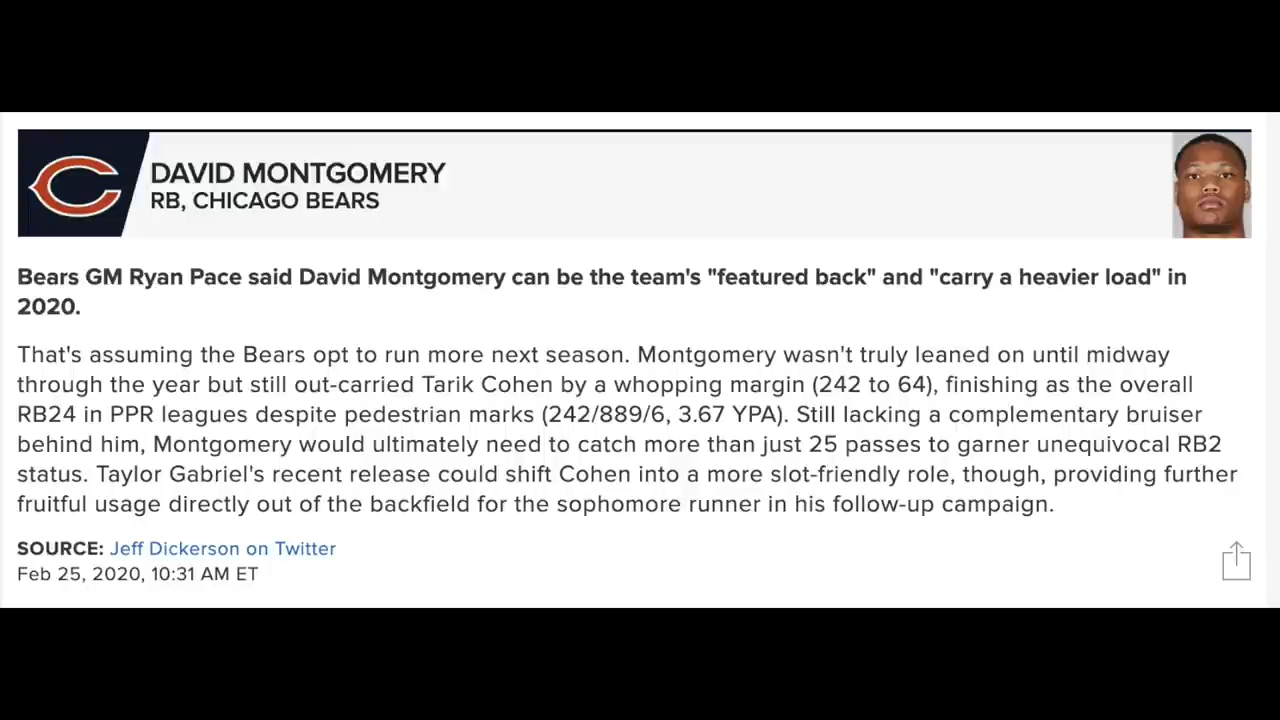 DAVID MONTGOMERY
RB, CHICAGO BEARS
Bears GM Ryan Pace said David Montgomery can be the team's "featured back" and "carry a heavier load" in
2020.
That's assuming the Bears opt to run more next season. Montgomery wasn't truly leaned on until midway
through the year but still out-carried Tarik Cohen by a whopping margin (242 to 64), finishing as the overall
RB24 in PPR leagues despite pedestrian marks (242/889/6, 3.67 YPA). Still lacking a complementary bruiser
behind him, Montgomery would ultimately need to catch more than just 25 passes to garner unequivocal RB2
status. Taylor Gabriel's recent release could shift Cohen into a more slot-friendly role, though, providing further
fruitful usage directly out of the backfield for the sophomore runner in his follow-up campaign.
SOURCE: Jeff Dickerson on Twitter
Feb 25, 2020, 10:31 AM ET